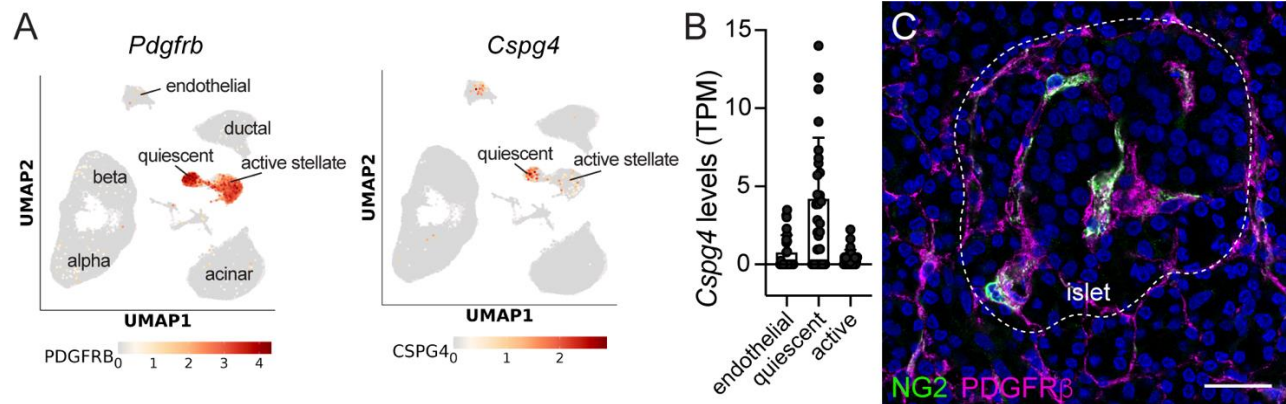 A
Pdgfrb
endothelial
ductal
quiescent
active stellate
beta
alpha
acinar
UMAP2
UMAP1
PDGFRB 0 1 2 3 4
Cspg4
quiescent
active stellate
UMAP2
UMAP1
CSPG4 0 1 2
B
Cspg4 levels (TPM)
15
10
5
0
endothelial
quiescent
active
C
islet
NG2 PDGFRβ